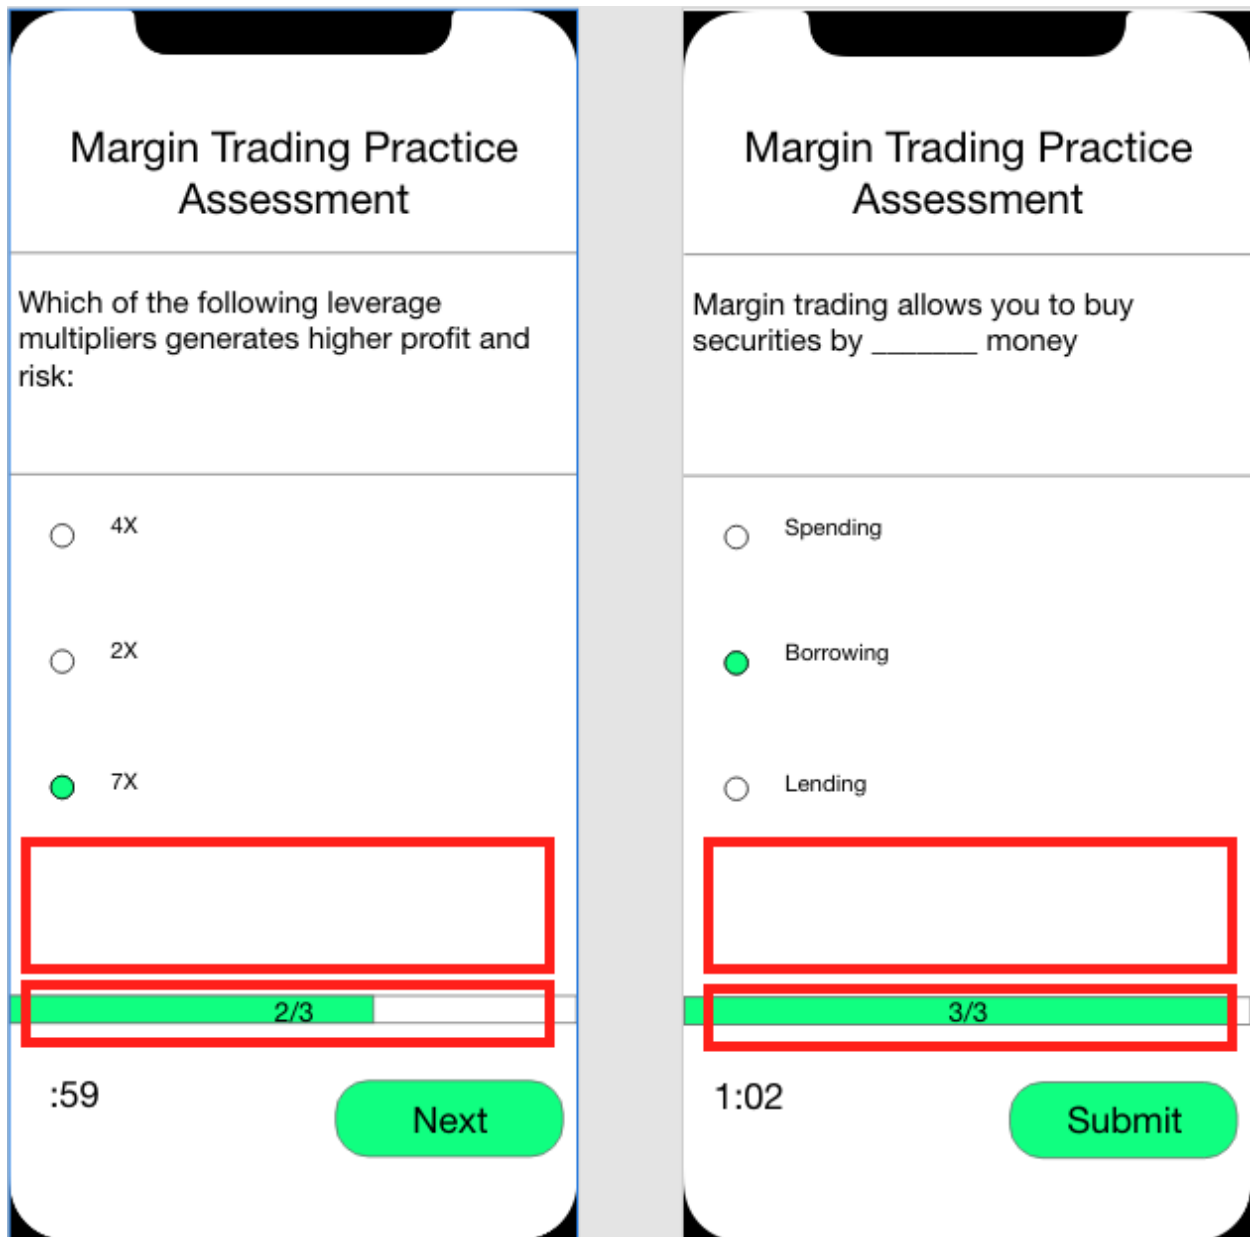 Margin Trading Practice
Assessment
Which of the following leverage
multipliers generates higher profit and
risk:
4X
2X
7X
2/3
:59
Next
Margin Trading Practice
Assessment
Margin trading allows you to buy
securities by _______ money
Spending
Borrowing
Lending
3/3
1:02
Submit